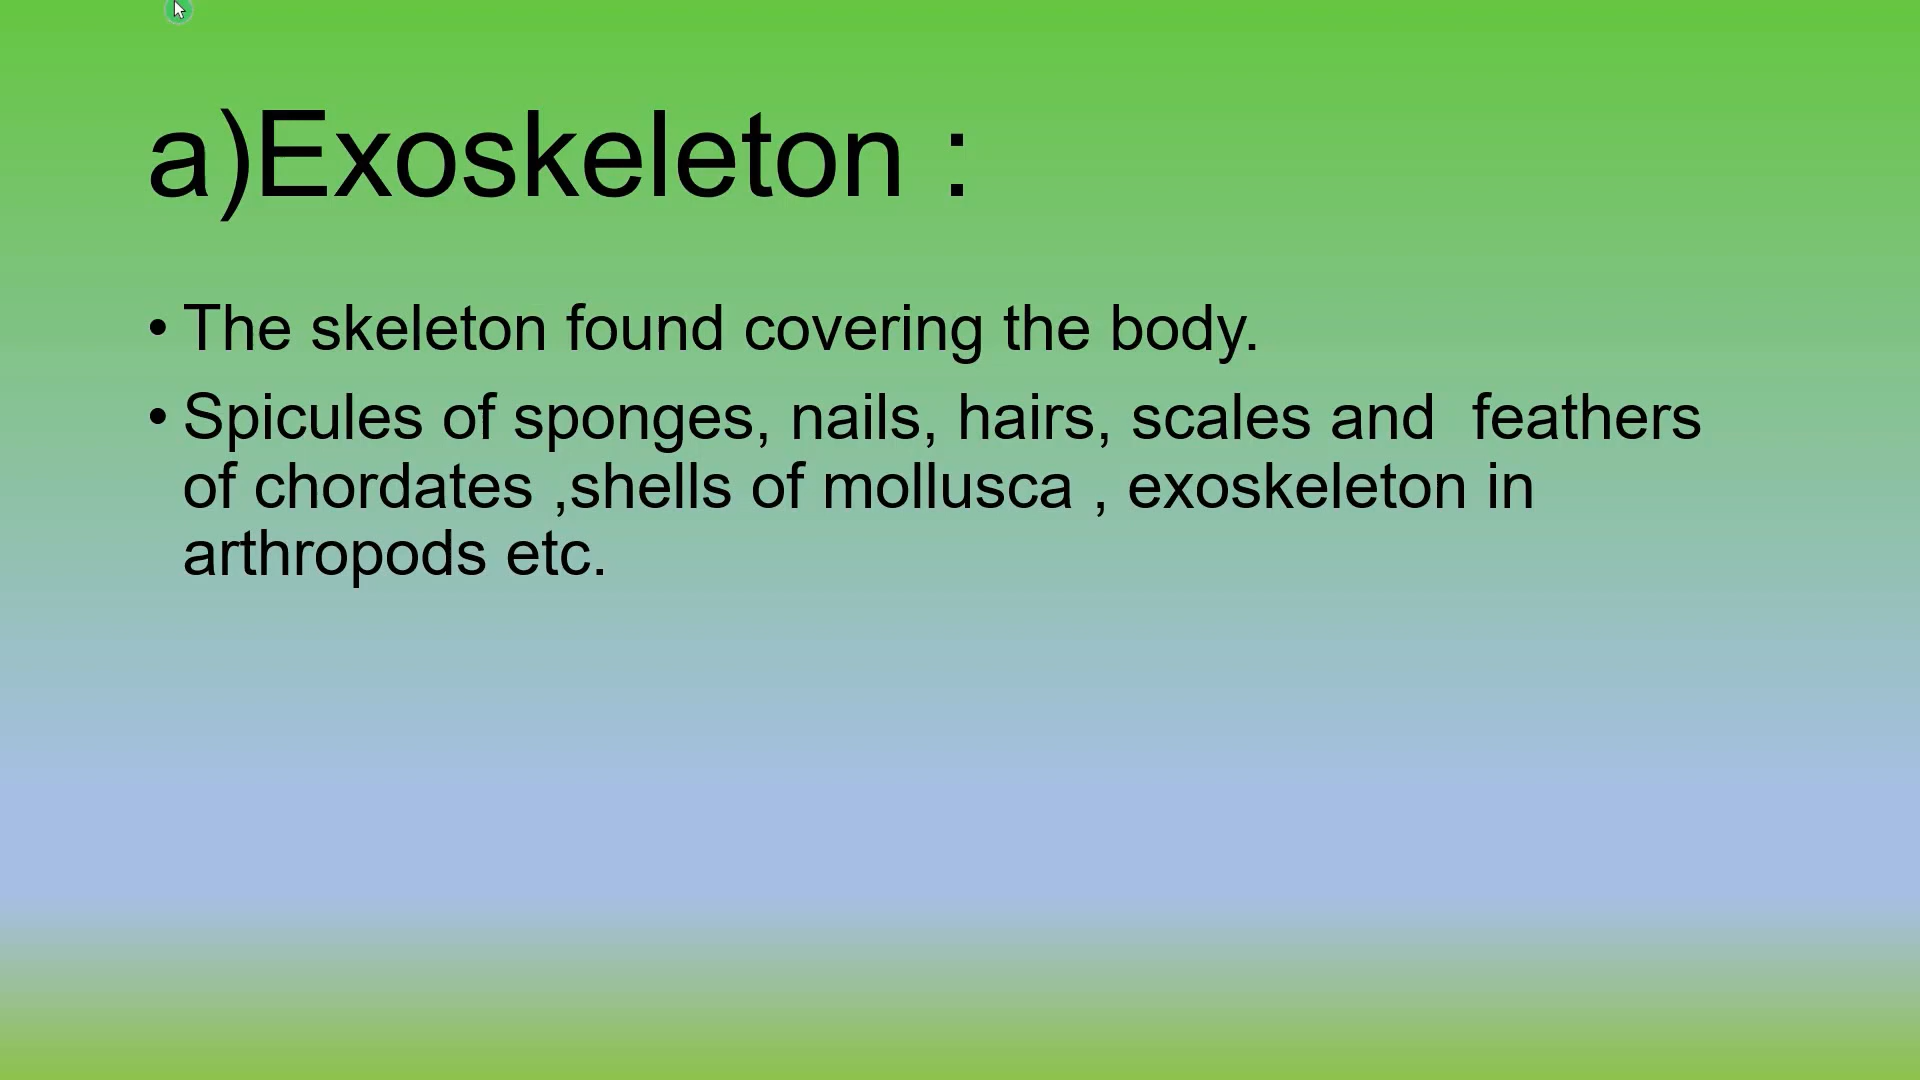 a)Exoskeleton :
• The skeleton found covering the body.
• Spicules of sponges, nails, hairs, scales and  feathers
of chordates ,shells of mollusca , exoskeleton in
arthropods etc.